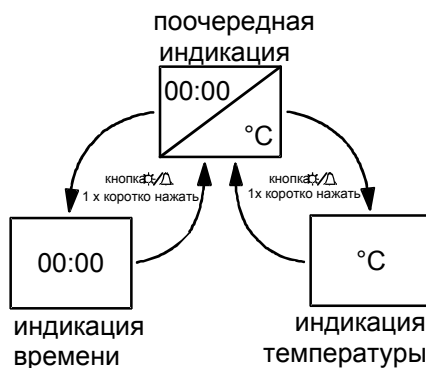 поочередная
индикация
00:00
°C
кнопка
1 x коротко нажать
кнопка
1x коротко нажать
00:00
°C
индикация
времени
индикация
температуры